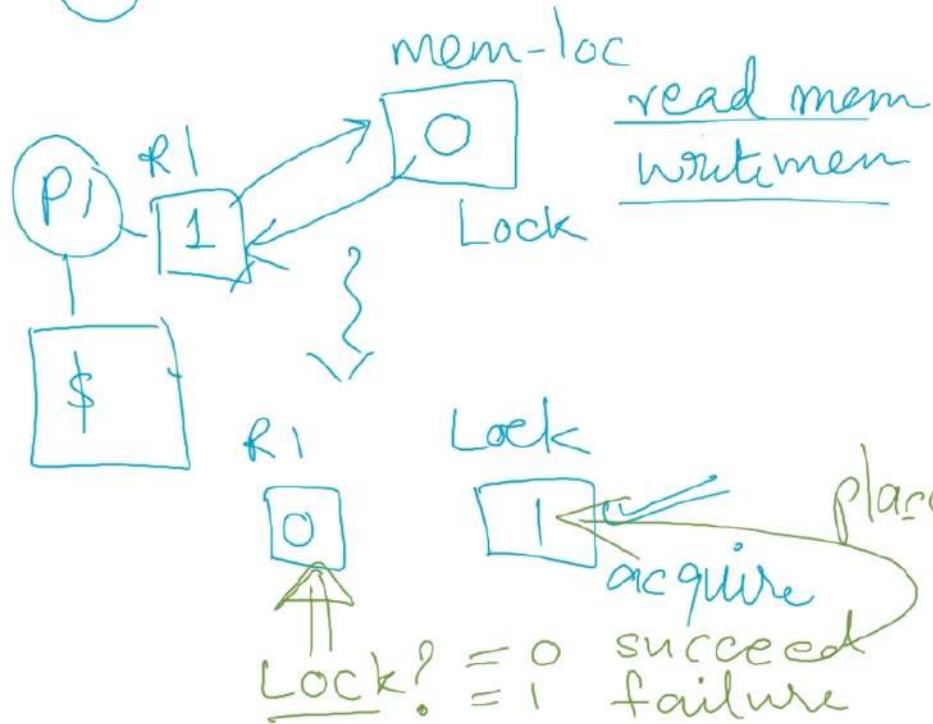 mem-loc
read mem
P1 R1 1 0
writemem
Lock
$
R1 Lock
0 1
acquire
Lock? = 0 succeed
= 1 failure